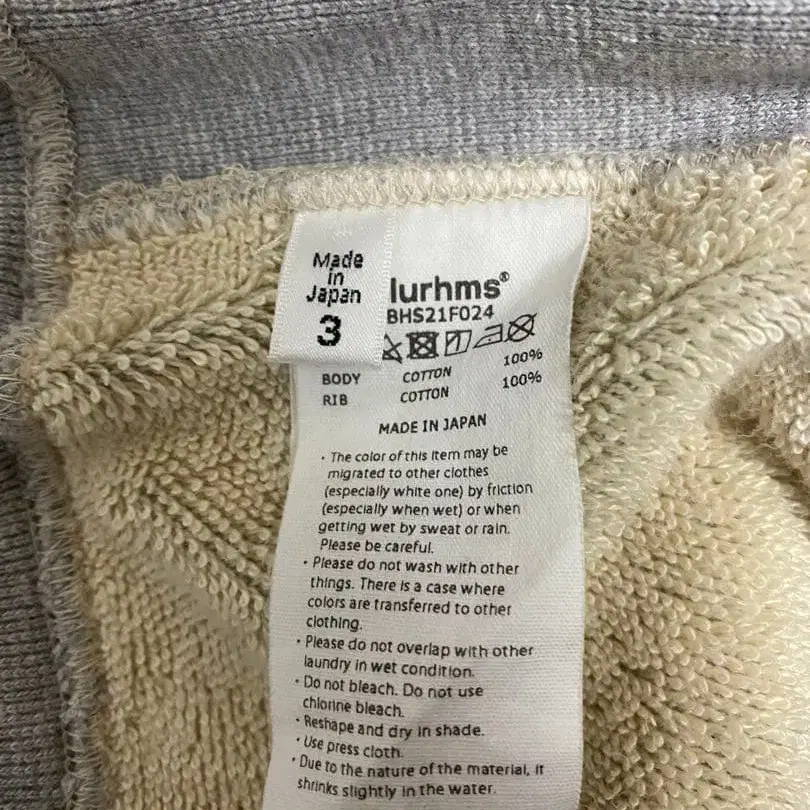 Made
in
Japan
3
lurhms®
BHS21F024
BODY COTTON 100%
RIB COTTON 100%
MADE IN JAPAN
・The color of this item may be
migrated to other clothes
(especially white one) by friction
(especially when wet) or when
getting wet by sweat or rain.
Please be careful.
・Please do not wash with other
things. There is a case where
colors are transferred to other
clothing.
・Please do not overlap with other
laundry in wet condition.
・Do not bleach. Do not use
chlorine bleach.
・Reshape and dry in shade.
・Use press cloth.
・Due to the nature of the material, it
shrinks slightly in the water.